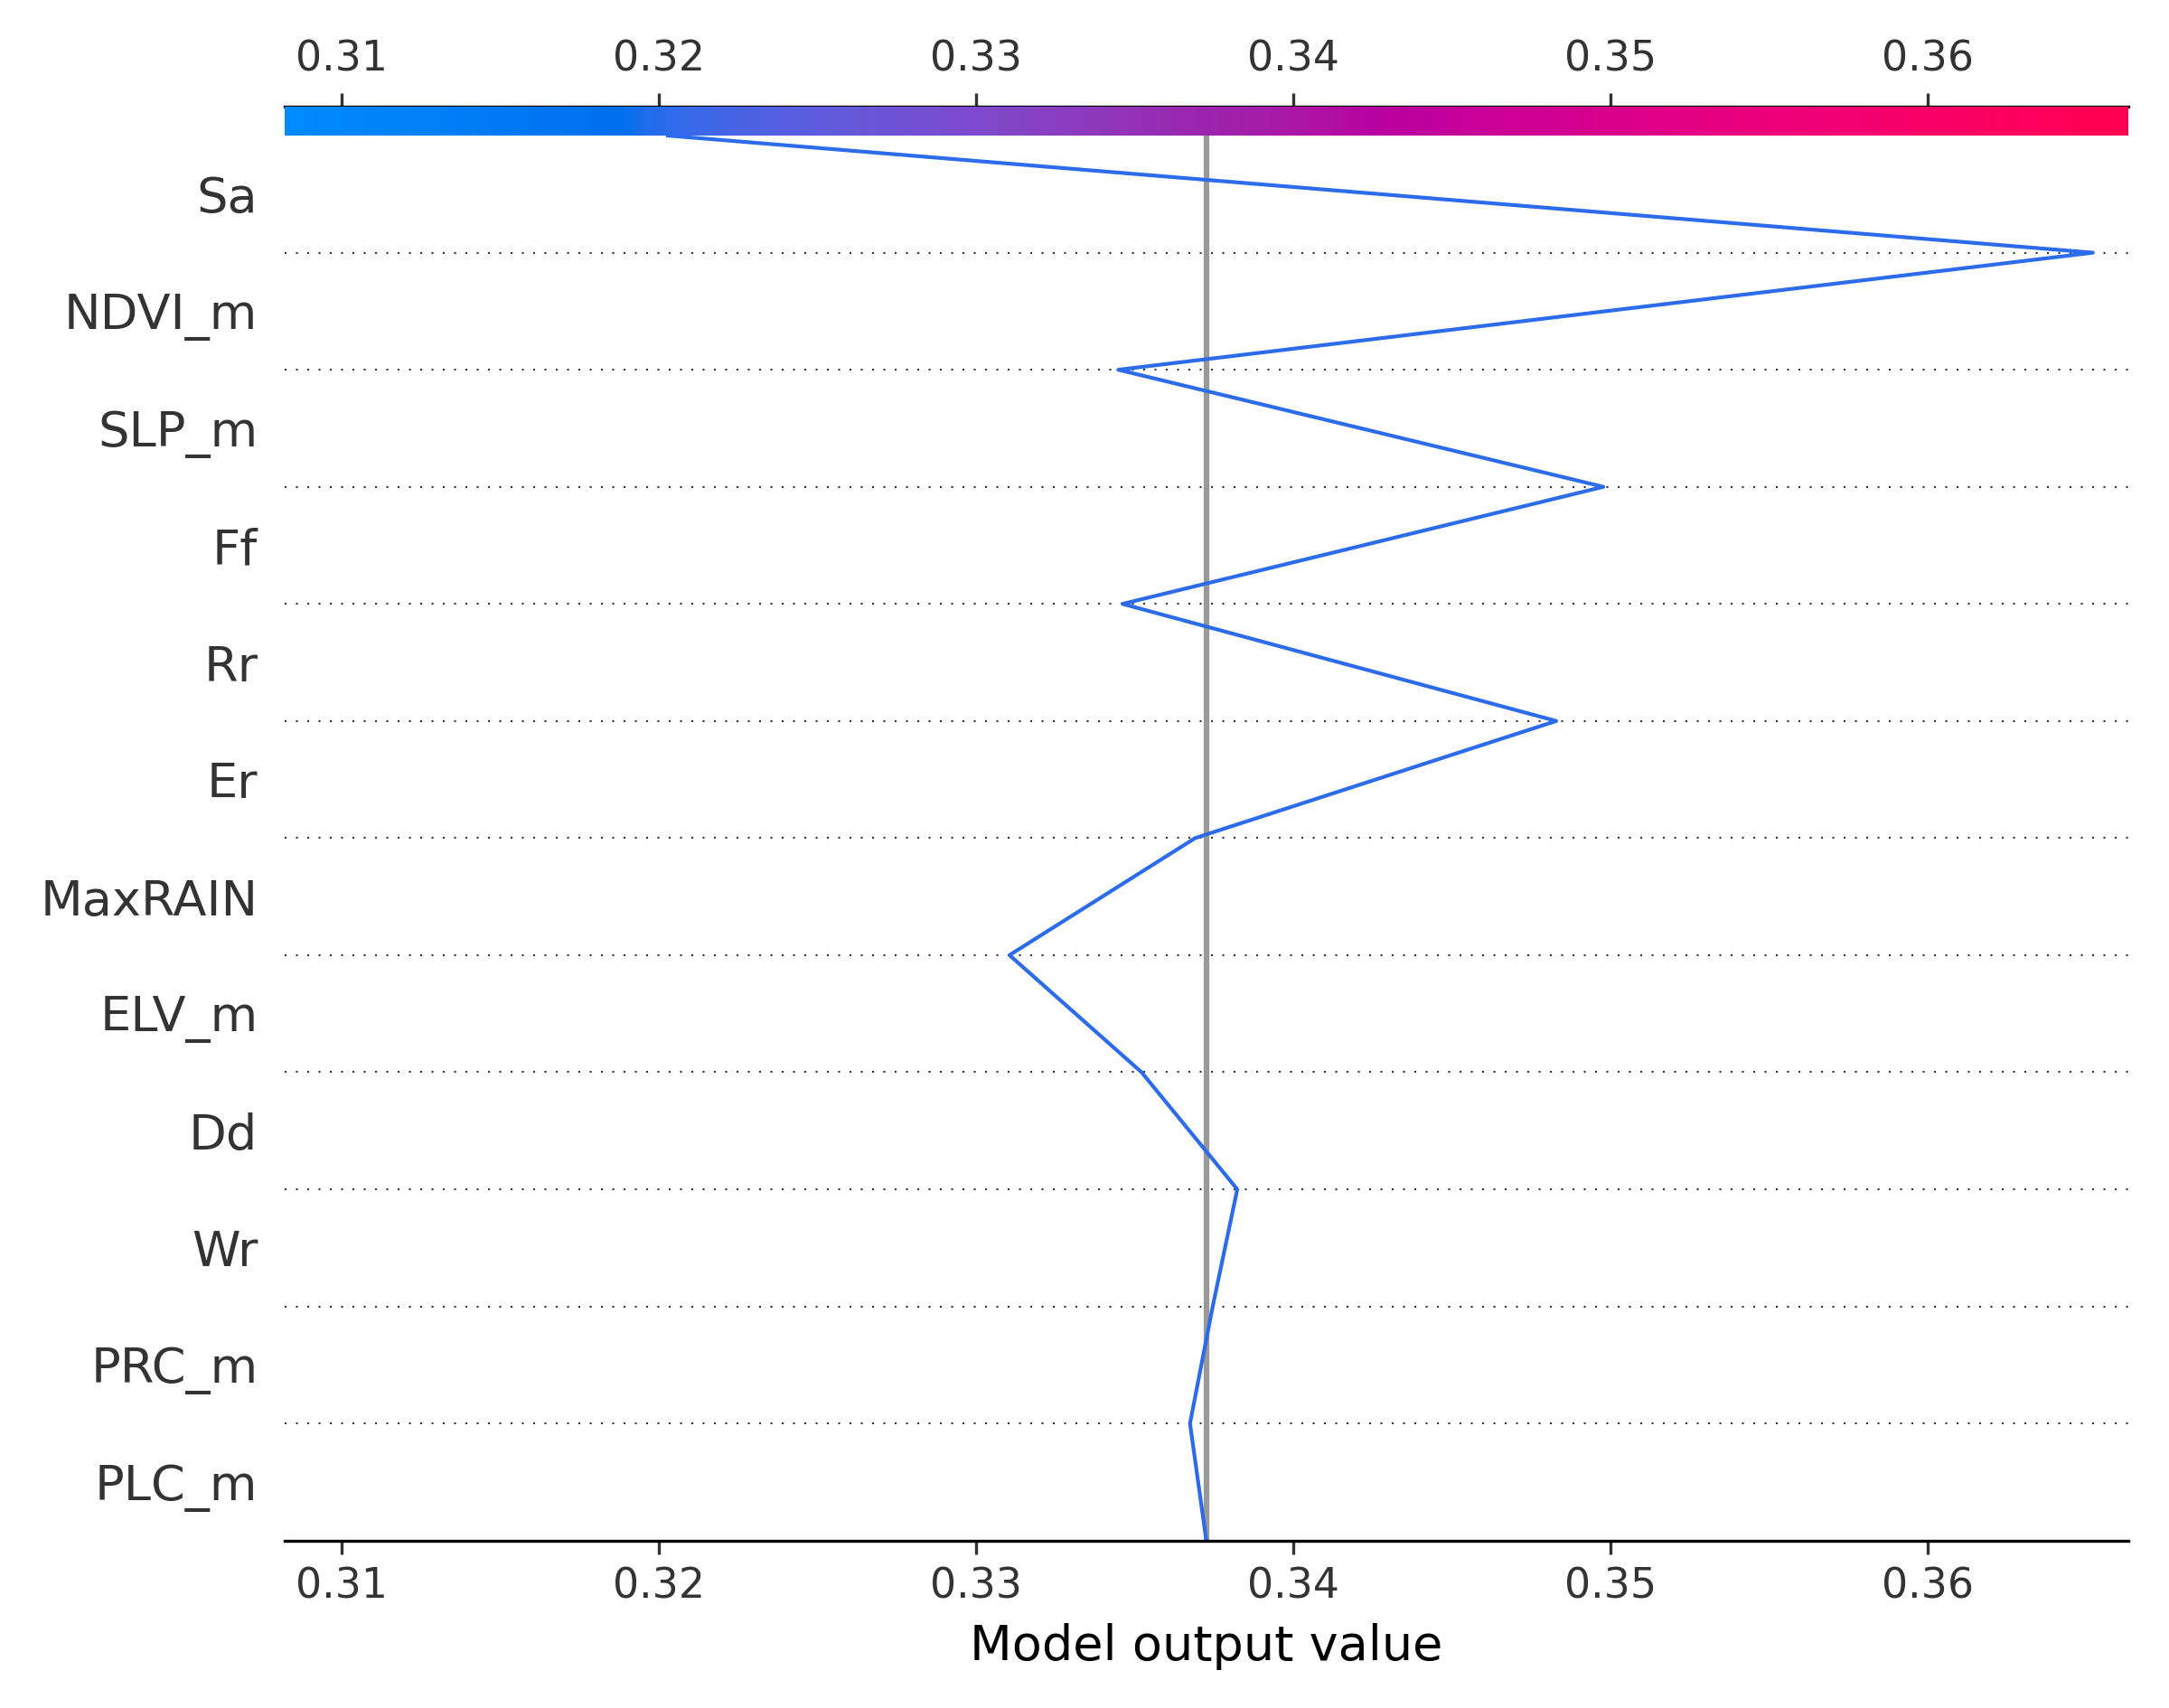 0.31 0.32 0.33 0.34 0.35 0.36
Sa
NDVI_m
SLP_m
Ff
Rr
Er
MaxRAIN
ELV_m
Dd
Wr
PRC_m
PLC_m
0.31 0.32 0.33 0.34 0.35 0.36
Model output value